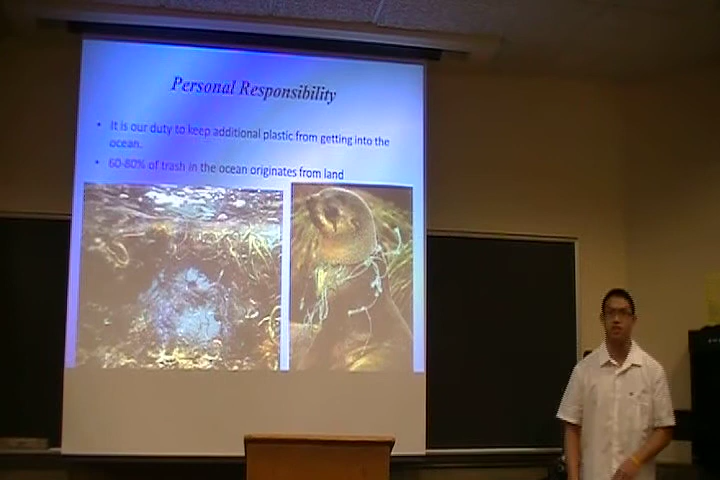 Personal Responsibility
• It is our duty to keep additional plastic from getting into the
ocean.
• 60-80% of trash in the ocean originates from land